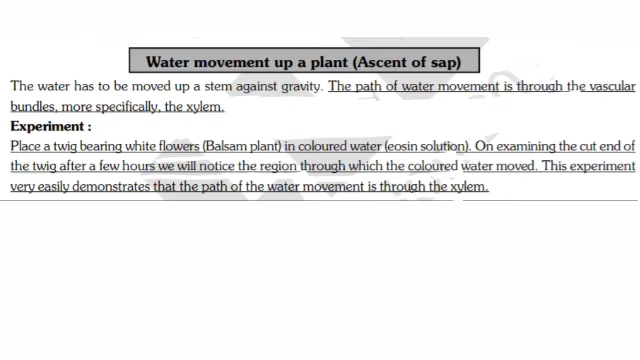 Water movement up a plant (Ascent of sap)
The water has to be moved up a stem against gravity. The path of water movement is through the vascular
bundles, more specifically, the xylem.
Experiment :
Place a twig bearing white flowers (Balsam plant) in coloured water (eosin solution). On examining the cut end of
the twig after a few hours we will notice the region through which the coloured water moved. This experiment
very easily demonstrates that the path of the water movement is through the xylem.